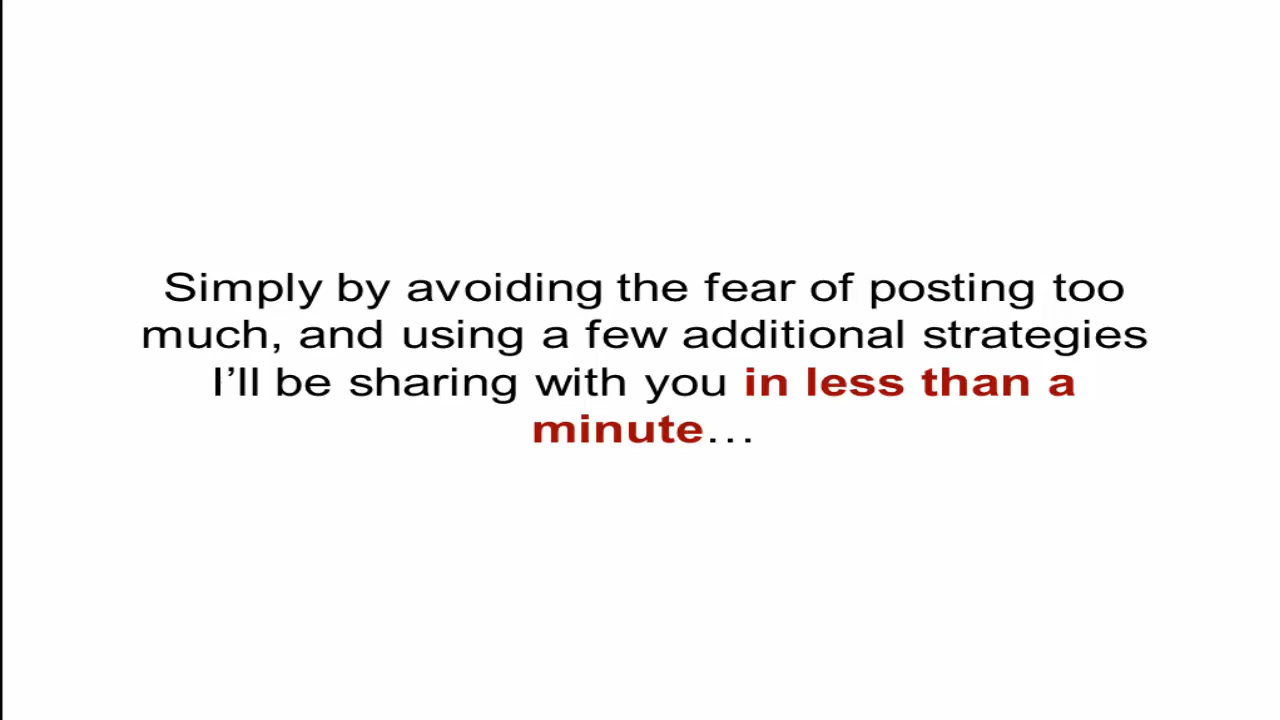 Simply by avoiding the fear of posting too
much, and using a few additional strategies
I’ll be sharing with you in less than a
minute…